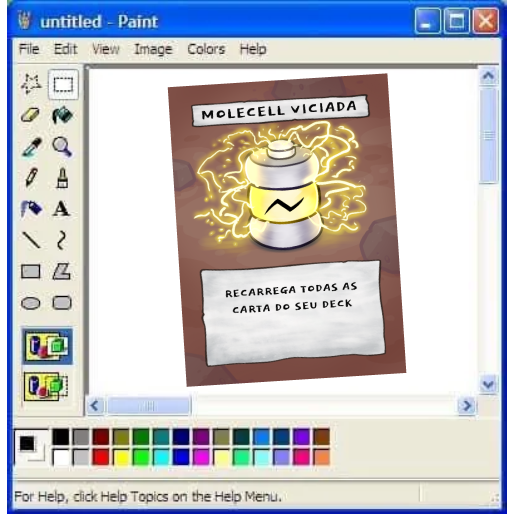 untitled - Paint
File Edit View Image Colors Help
MOLECELL VICIADA
RECARREGA TODAS AS
CARTA DO SEU DECK
A
For Help, click Help Topics on the Help Menu.